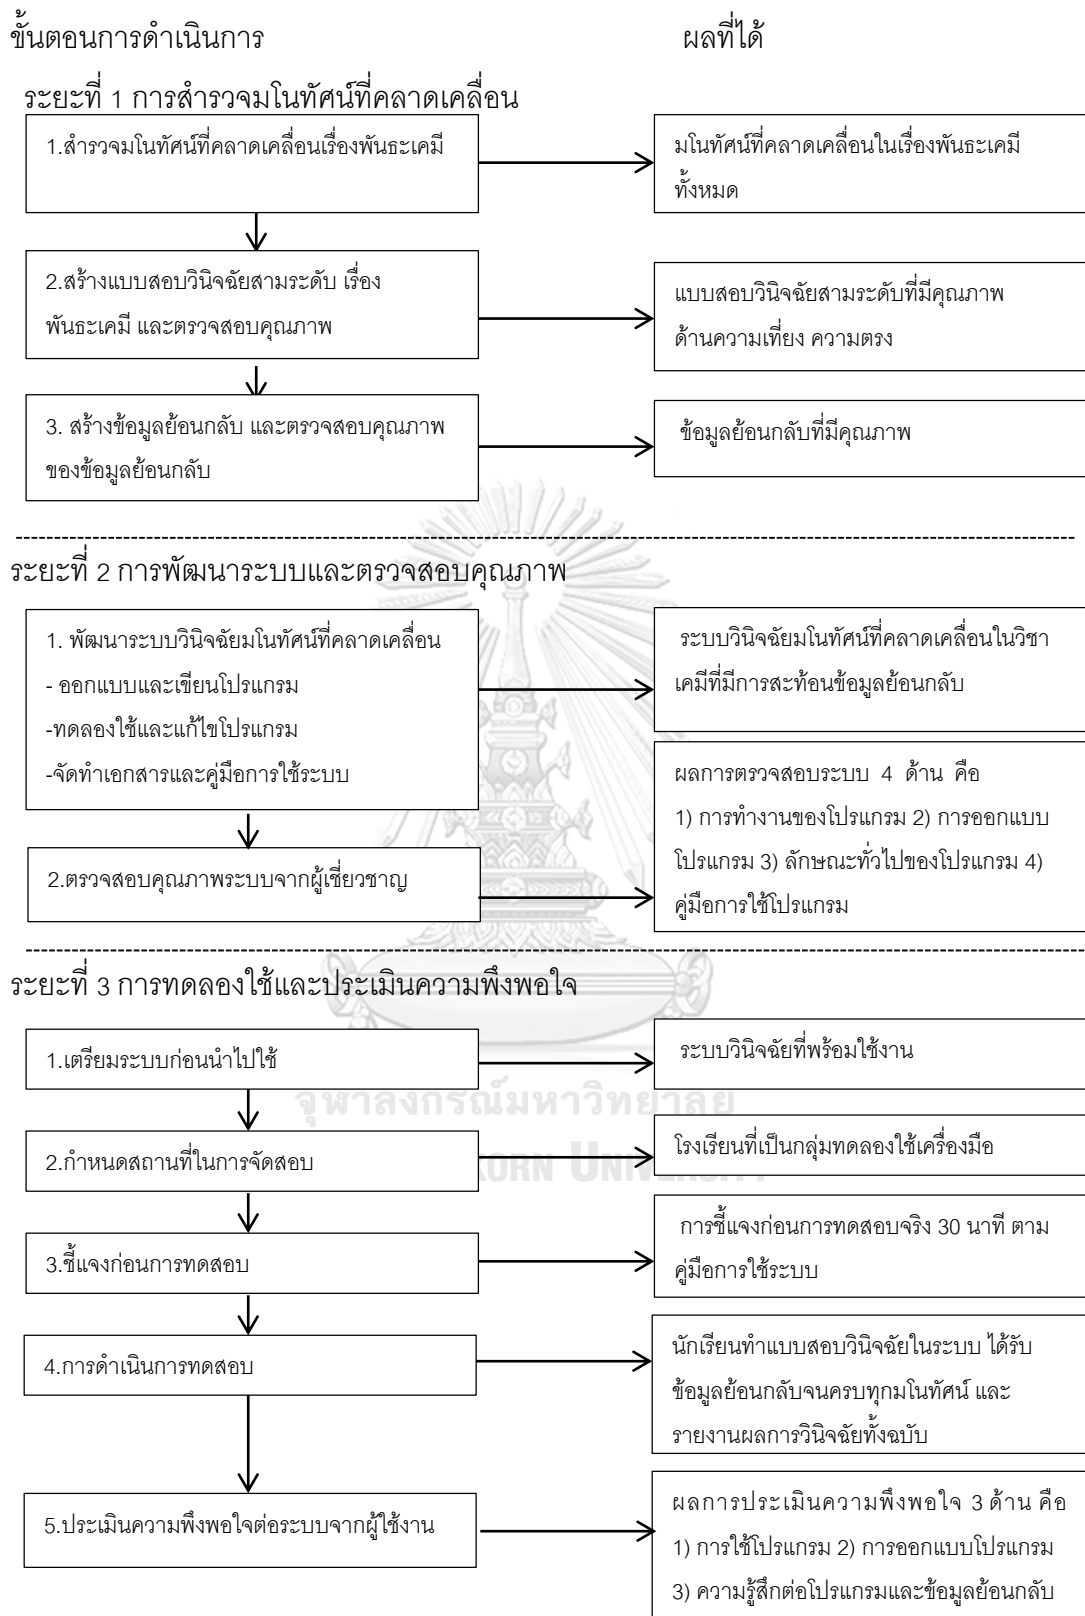 ขั้นตอนการดำเนินการ
ผลที่ได้
ระยะที่ 1 การสำรวจมโนทัศน์ที่คลาดเคลื่อน
1.สำรวจมโนทัศน์ที่คลาดเคลื่อนเรื่องพันธะเคมี
มโนทัศน์ที่คลาดเคลื่อนในเรื่องพันธะเคมี
ทั้งหมด
2.สร้างแบบสอบวินิจฉัยสามระดับ เรื่อง
พันธะเคมี และตรวจสอบคุณภาพ
แบบสอบวินิจฉัยสามระดับที่มีคุณภาพ
ด้านความเที่ยง ความตรง
3. สร้างข้อมูลย้อนกลับ และตรวจสอบคุณภาพ
ของข้อมูลย้อนกลับ
ข้อมูลย้อนกลับที่มีคุณภาพ
ระยะที่ 2 การพัฒนาระบบและตรวจสอบคุณภาพ
1. พัฒนาระบบวินิจฉัยมโนทัศน์ที่คลาดเคลื่อน
- ออกแบบและเขียนโปรแกรม
-ทดลองใช้และแก้ไขโปรแกรม
-จัดทำเอกสารและคู่มือการใช้ระบบ
ระบบวินิจฉัยมโนทัศน์ที่คลาดเคลื่อนในวิชา
เคมีที่มีการสะท้อนข้อมูลย้อนกลับ
2.ตรวจสอบคุณภาพระบบจากผู้เชี่ยวชาญ
ผลการตรวจสอบระบบ 4 ด้าน คือ
1) การทำงานของโปรแกรม 2) การออกแบบ
โปรแกรม 3) ลักษณะทั่วไปของโปรแกรม 4)
คู่มือการใช้โปรแกรม
ระยะที่ 3 การทดลองใช้และประเมินความพึงพอใจ
1.เตรียมระบบก่อนนำไปใช้
ระบบวินิจฉัยที่พร้อมใช้งาน
จุฬาลงกรณ์มหาวิทยาลัย
2.กำหนดสถานที่ในการจัดสอบ
โรงเรียนที่เป็นกลุ่มทดลองใช้เครื่องมือ
KORN UNIVERSITY
3.ชี้แจงก่อนการทดสอบ
การชี้แจงก่อนการทดสอบจริง 30 นาที ตาม
คู่มือการใช้ระบบ
4.การดำเนินการทดสอบ
นักเรียนทำแบบสอบวินิจฉัยในระบบ ได้รับ
ข้อมูลย้อนกลับจนครบทุกมโนทัศน์ และ
รายงานผลการวินิจฉัยทั้งฉบับ
5.ประเมินความพึงพอใจต่อระบบจากผู้ใช้งาน
ผลการประเมินความพึงพอใจ 3 ด้าน คือ
1) การใช้โปรแกรม 2) การออกแบบโปรแกรม
3) ความรู้สึกต่อโปรแกรมและข้อมูลย้อนกลับ